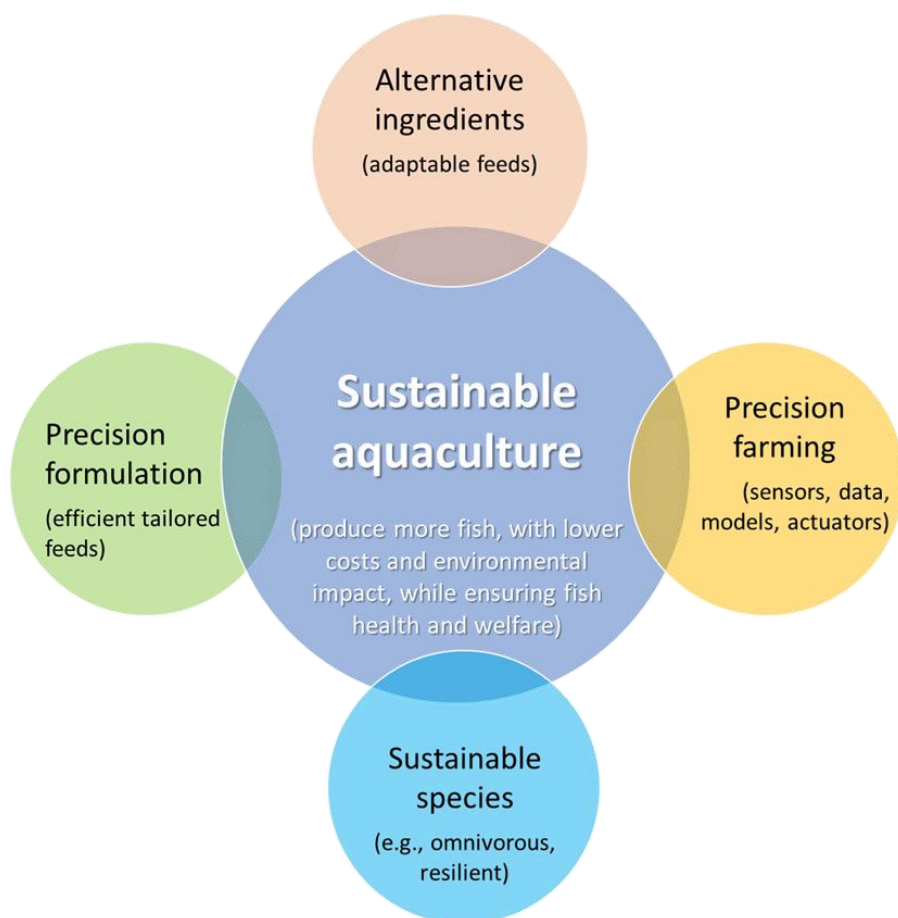 Alternative
ingredients
(adaptable feeds)
Sustainable
aquaculture
(produce more fish, with lower
costs and environmental
impact, while ensuring fish
health and welfare)
Precision
formulation
(efficient tailored
feeds)
Precision
farming
(sensors, data,
models, actuators)
Sustainable
species
(e.g., omnivorous,
resilient)